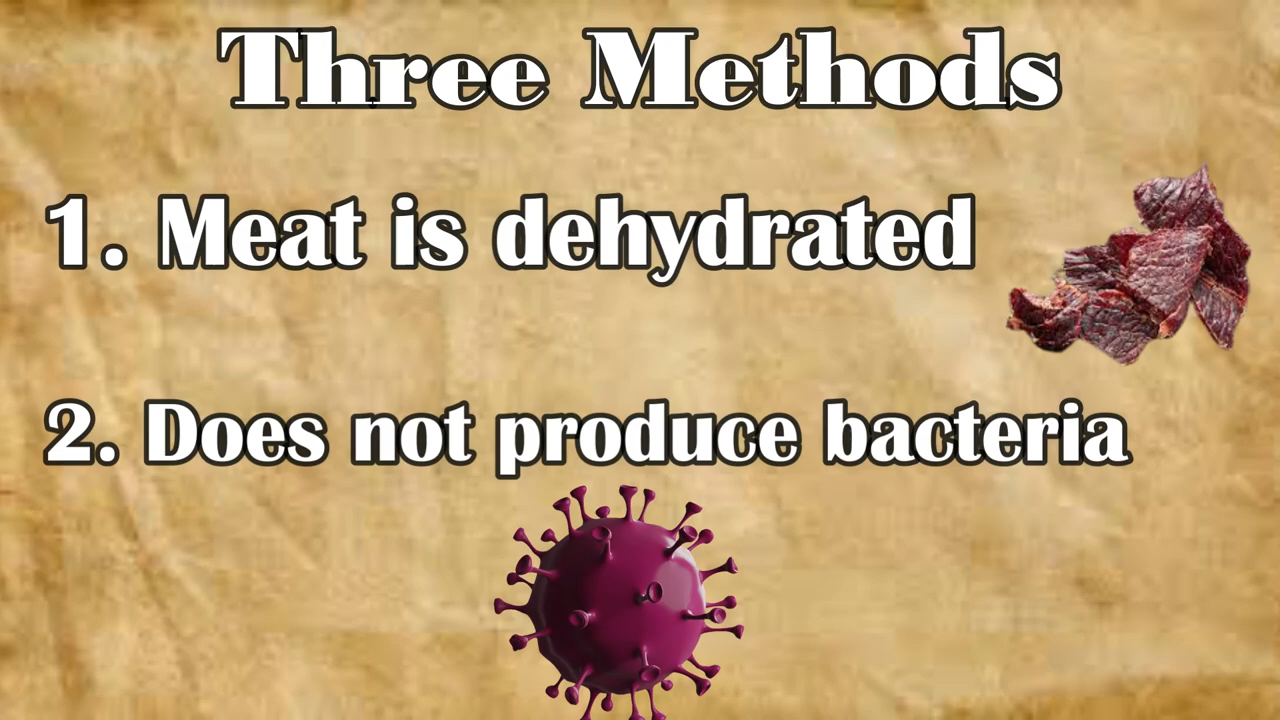 Three Methods
1. Meat is dehydrated
2. Does not produce bacteria